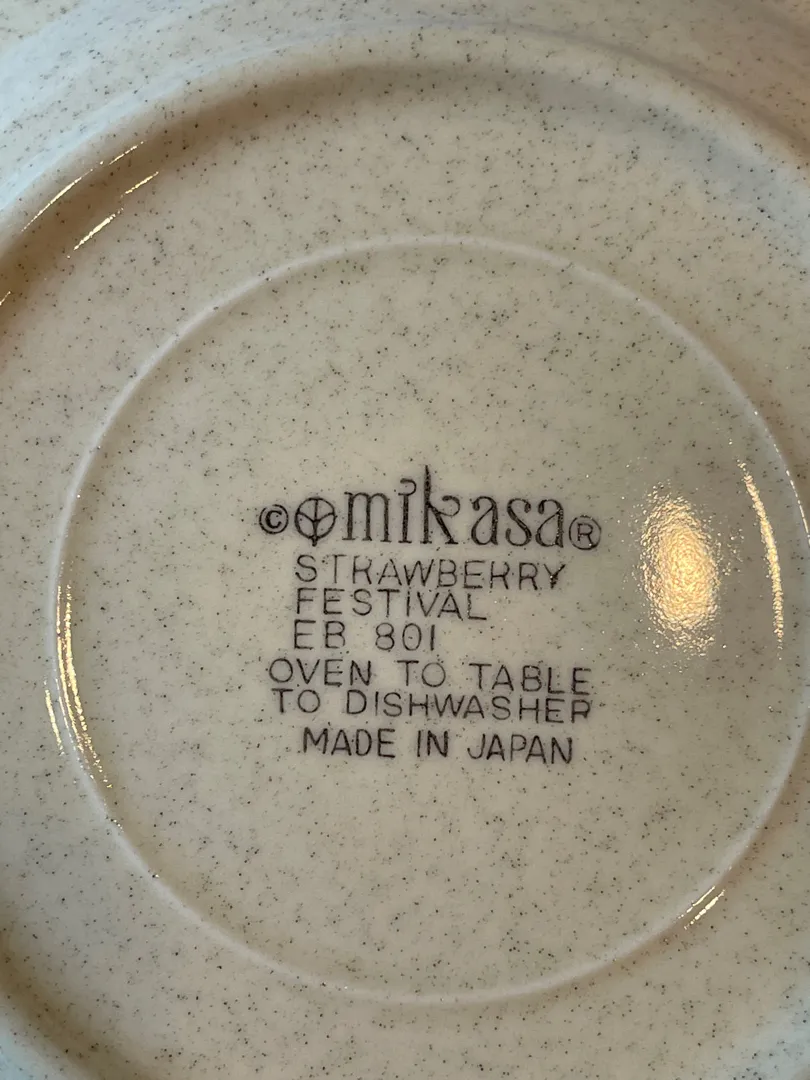 © mikasa ®
STRAWBERRY
FESTIVAL
EB 801
OVEN TO TABLE
TO DISHWASHER
MADE IN JAPAN